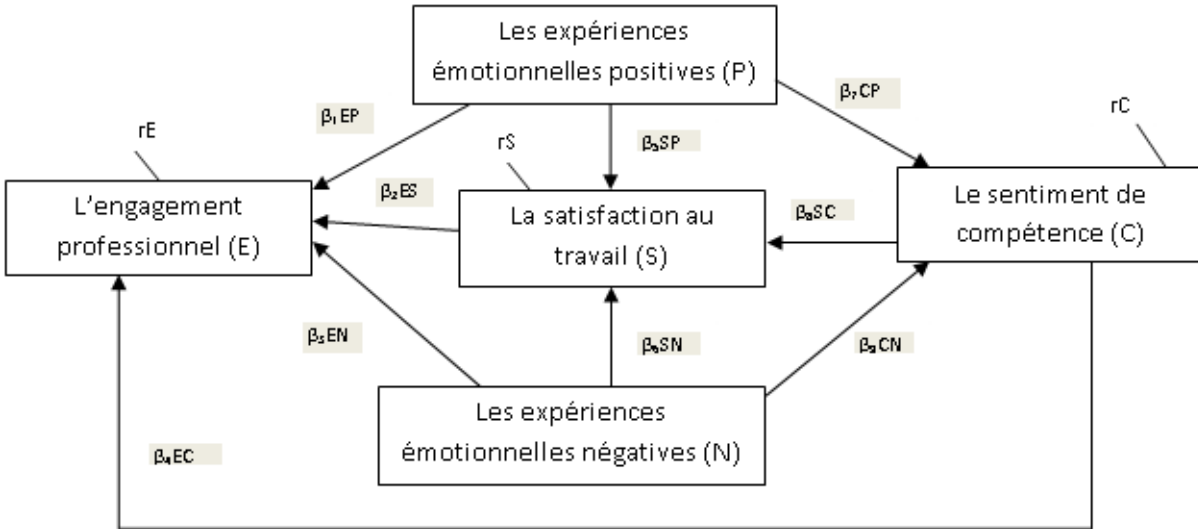 Les expériences
émotionnelles positives (P)
β₇CP
β₁EP
rE
rS
β₃SP
rC
β₂ES
L'engagement
professionnel (E)
La satisfaction au
travail (S)
β₈SC
Le sentiment de
compétence (C)
β₅EN
β₆SN
β₉CN
Les expériences
émotionnelles négatives (N)
β₄EC